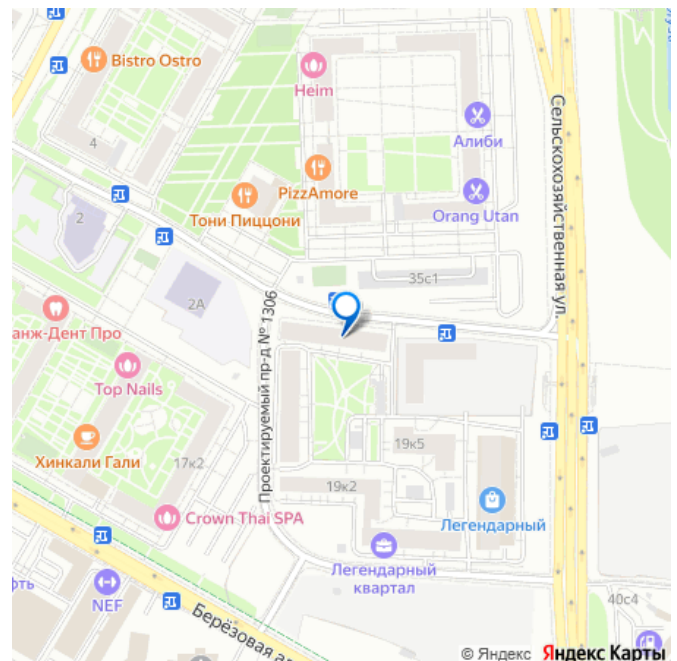 Bistro Ostro
Heim
4
Алиби
PizzAmore
Orang Utan
Тони Пиццони
2
35с1
2А
Сельскохозяйственная ул.
Проектируемый пр-д № 1306
анж-Дент Про
Top Nails
Хинкали Гали
17к2
19к5
19к2
Легендарный
Crown Thai SPA
Легендарный
квартал
NEF
Берёзовая ал
40с4
© Яндекс Яндекс Карты